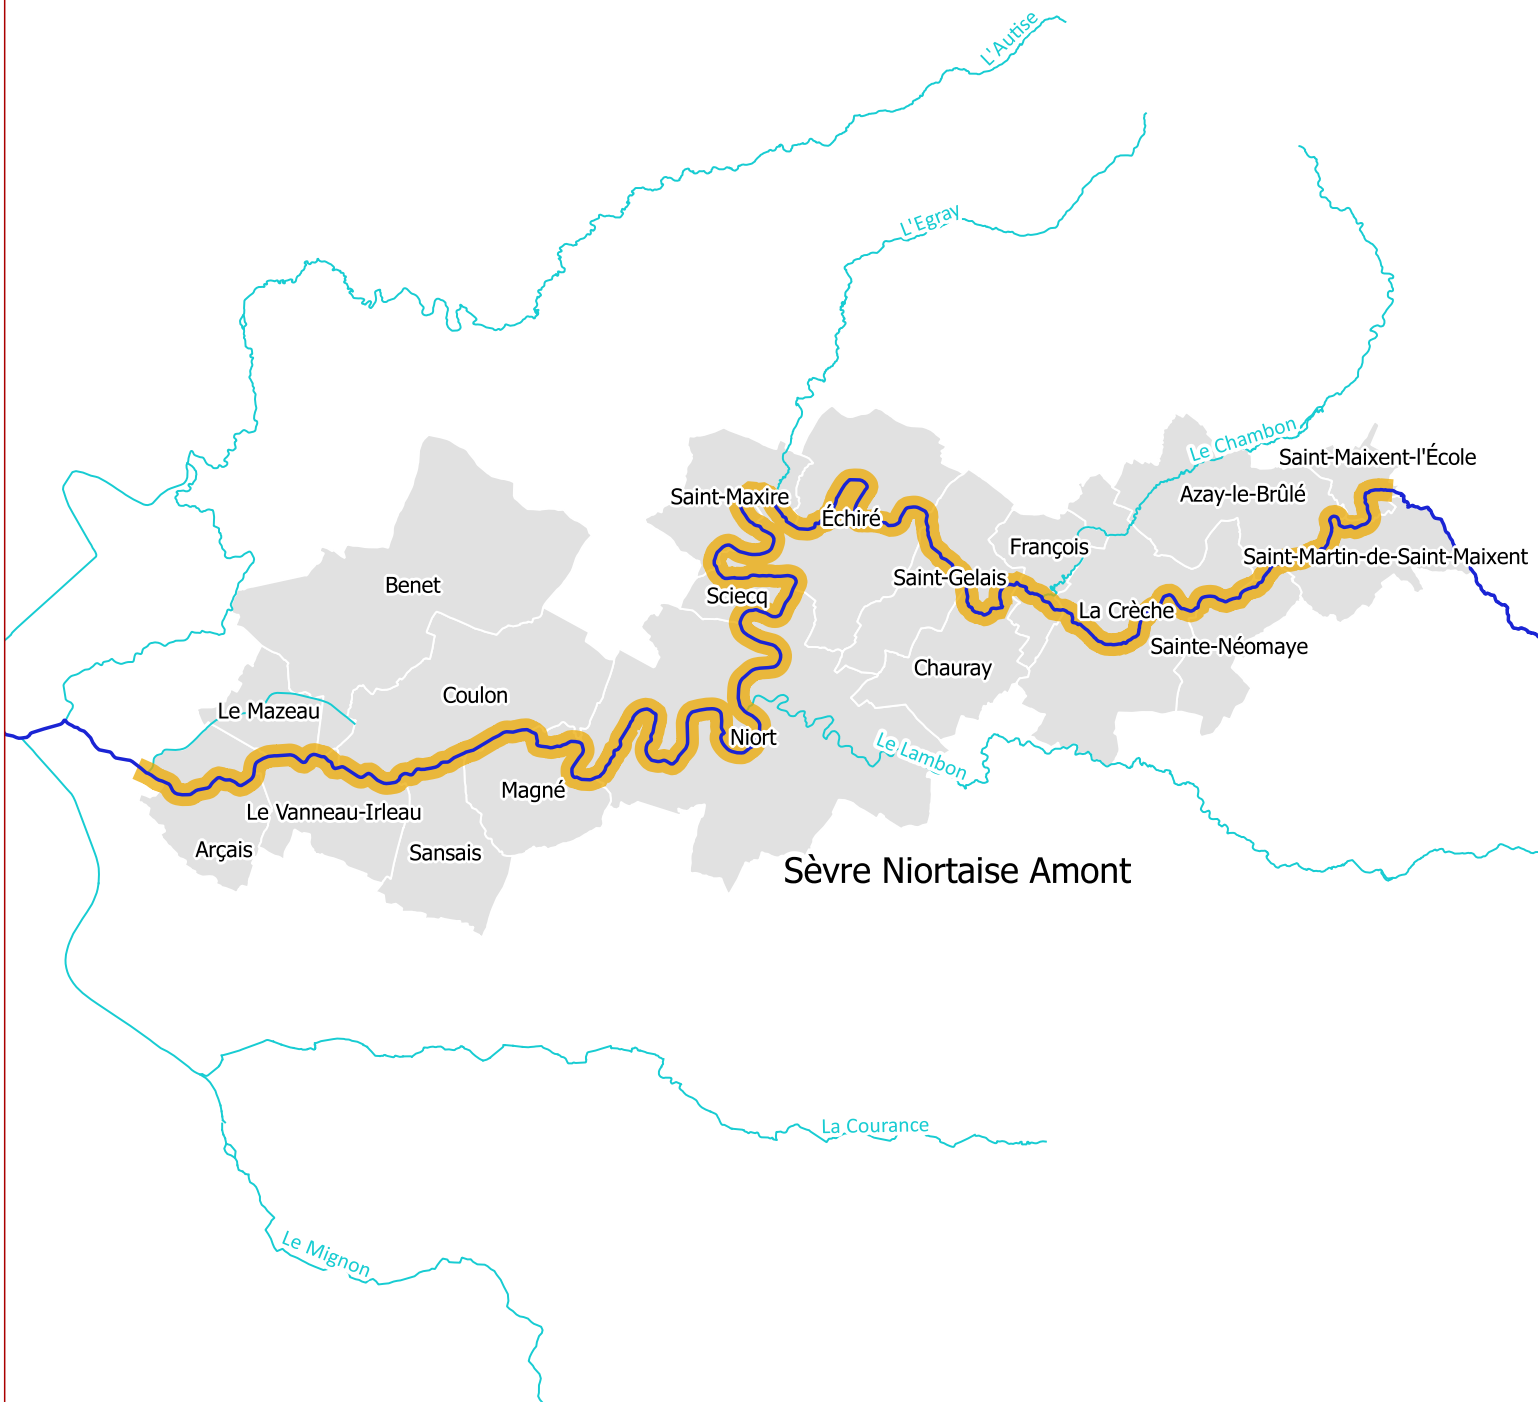 L'Autise
L'Egray
Le Chambon
Saint-Maixent-l'École
Saint-Maxire
Azay-le-Brûlé
Échiré
François
Saint-Martin-de-Saint-Maixent
Benet
Saint-Gelais
Sciecq
La Crèche
Sainte-Néomaye
Chauray
Coulon
Le Mazeau
Niort
Le Lambon
Magné
Le Vanneau-Irleau
Arçais
Sansais
Sèvre Niortaise Amont
La Courance
Le Mignon